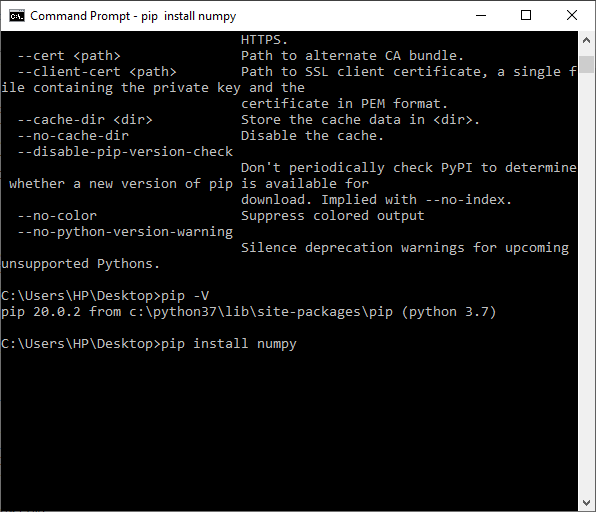 Command Prompt - pip  install numpy
HTTPS.
--cert <path>               Path to alternate CA bundle.
--client-cert <path>        Path to SSL client certificate, a single f
ile containing the private key and the
certificate in PEM format.
--cache-dir <dir>           Store the cache data in <dir>.
--no-cache-dir              Disable the cache.
--disable-pip-version-check
Don't periodically check PyPI to determine
whether a new version of pip is available for
download. Implied with --no-index.
--no-color                  Suppress colored output
--no-python-version-warning
Silence deprecation warnings for upcoming
unsupported Pythons.
C:\Users\HP\Desktop>pip -V
pip 20.0.2 from c:\python37\lib\site-packages\pip (python 3.7)
C:\Users\HP\Desktop>pip install numpy